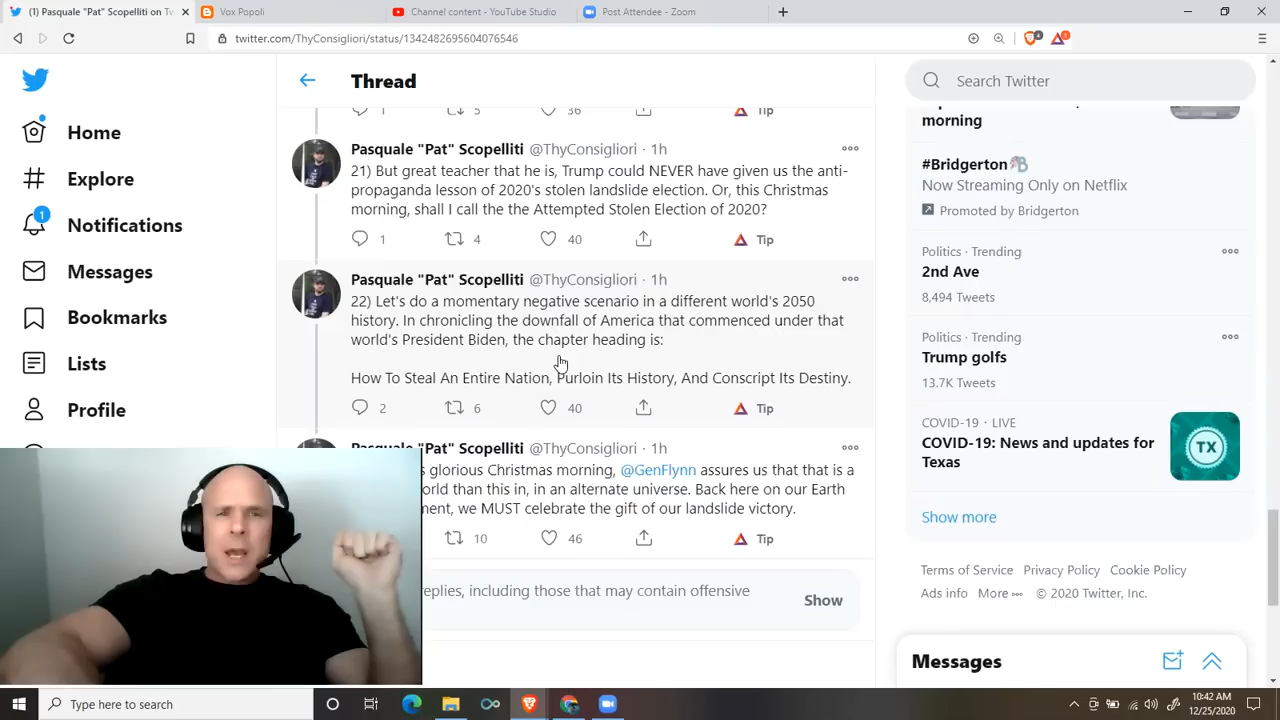 (1) Pasquale "Pat" Scopelliti on Tw
Vox Popoli
Channel content - YouTube Studio
Post Attendee - Zoom
twitter.com/ThyConsigliori/status/1342482695604076546
4
1
Home
Explore
1
Notifications
Messages
Bookmarks
Lists
Profile
Thread
1 5 36 Tip
Pasquale "Pat" Scopelliti @ThyConsigliori · 1h
21) But great teacher that he is, Trump could NEVER have given us the anti-
propaganda lesson of 2020's stolen landslide election. Or, this Christmas
morning, shall I call the the Attempted Stolen Election of 2020?
1 4 40 Tip
Pasquale "Pat" Scopelliti @ThyConsigliori · 1h
22) Let's do a momentary negative scenario in a different world's 2050
history. In chronicling the downfall of America that commenced under that
world's President Biden, the chapter heading is:
How To Steal An Entire Nation, Purloin Its History, And Conscript Its Destiny.
2 6 40 Tip
Pasquale "Pat" Scopelliti @ThyConsigliori · 1h
s glorious Christmas morning, @GenFlynn assures us that that is a
orld than this in, in an alternate universe. Back here on our Earth
ment, we MUST celebrate the gift of our landslide victory.
10 46 Tip
eplies, including those that may contain offensive
Show
Search Twitter
morning
#Bridgerton
Now Streaming Only on Netflix
Promoted by Bridgerton
Politics · Trending
2nd Ave
8,494 Tweets
Politics · Trending
Trump golfs
13.7K Tweets
COVID-19 · LIVE
COVID-19: News and updates for
Texas
TX
Show more
Terms of Service Privacy Policy Cookie Policy
Ads info More © 2020 Twitter, Inc.
Messages
Type here to search
10:42 AM
12/25/2020